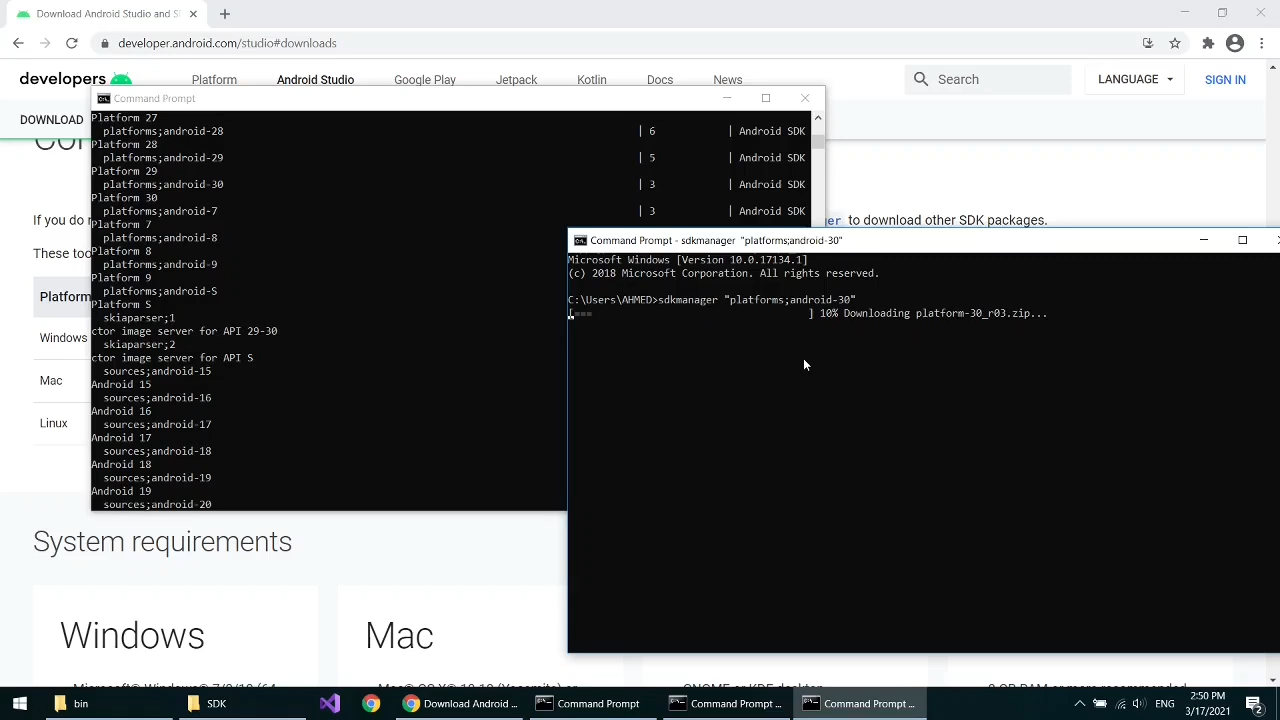 Download Android Studio and S
developer.android.com/studio#downloads
developers
Platform
Android Studio
Google Play
Jetpack
Kotlin
Docs
News
Search
LANGUAGE
SIGN IN
DOWNLOAD
Command Prompt
Platform 27
platforms;android-28 | 6 | Android SDK
Platform 28
platforms;android-29 | 5 | Android SDK
Platform 29
platforms;android-30 | 3 | Android SDK
Platform 30
platforms;android-7 | 3 | Android SDK
Platform 7
platforms;android-8
Platform 8
platforms;android-9
Platform 9
platforms;android-S
Platform S
skiaparser;1
ctor image server for API 29-30
skiaparser;2
ctor image server for API S
sources;android-15
Android 15
sources;android-16
Android 16
sources;android-17
Android 17
sources;android-18
Android 18
sources;android-19
Android 19
sources;android-20
If you do
to download other SDK packages.
These too
Platform
Windows
Mac
Linux
Command Prompt - sdkmanager "platforms;android-30"
Microsoft Windows [Version 10.0.17134.1]
(c) 2018 Microsoft Corporation. All rights reserved.
C:\Users\AHMED>sdkmanager "platforms;android-30"
[=== ] 10% Downloading platform-30_r03.zip...
System requirements
Windows
Mac
bin
SDK
Download Android ...
Command Prompt
Command Prompt ...
Command Prompt ...
ENG
2:50 PM
3/17/2021
2